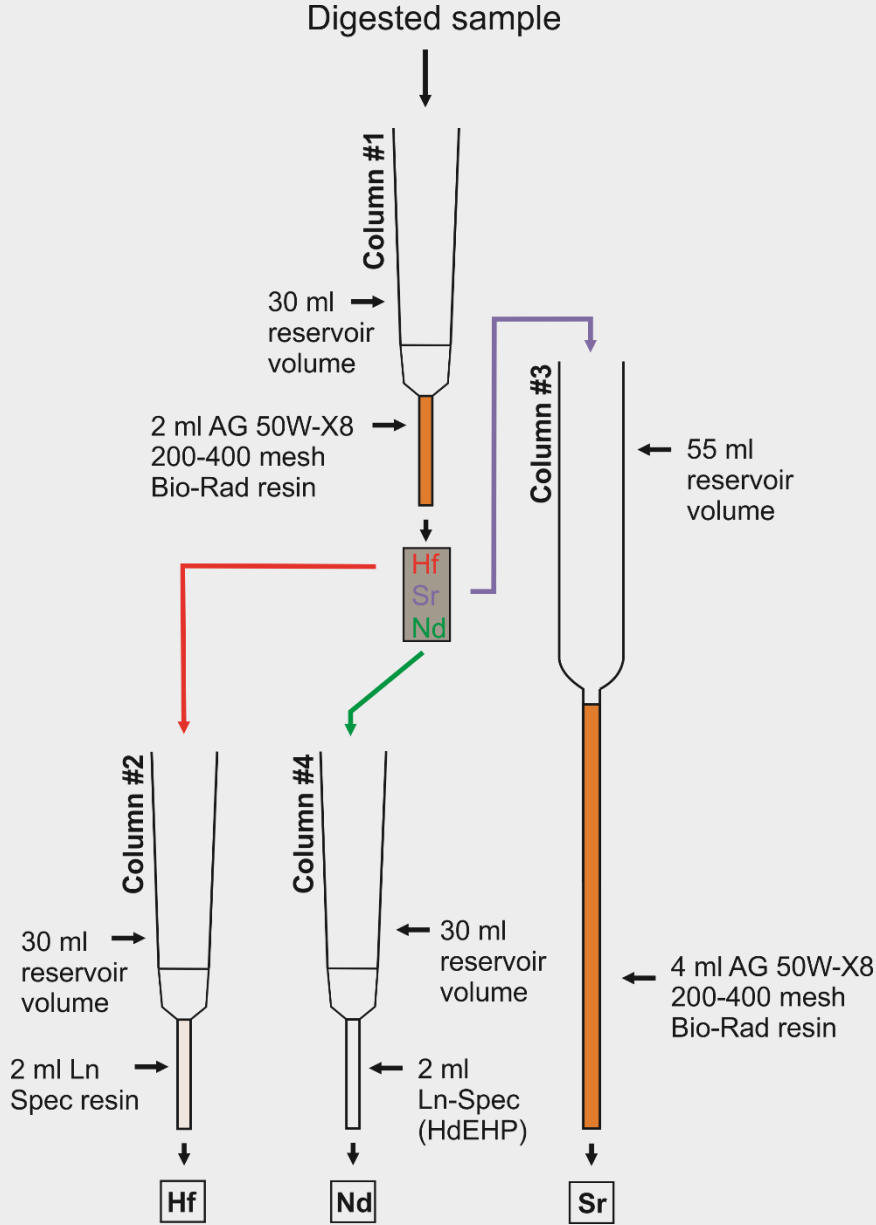 Digested sample
Column #1
30 ml
reservoir
volume
2 ml AG 50W-X8
200-400 mesh
Bio-Rad resin
Hf
Sr
Nd
Column #3
55 ml
reservoir
volume
4 ml AG 50W-X8
200-400 mesh
Bio-Rad resin
Column #2
30 ml
reservoir
volume
2 ml Ln
Spec resin
Column #4
30 ml
reservoir
volume
2 ml
Ln-Spec
(HdEHP)
Hf
Nd
Sr